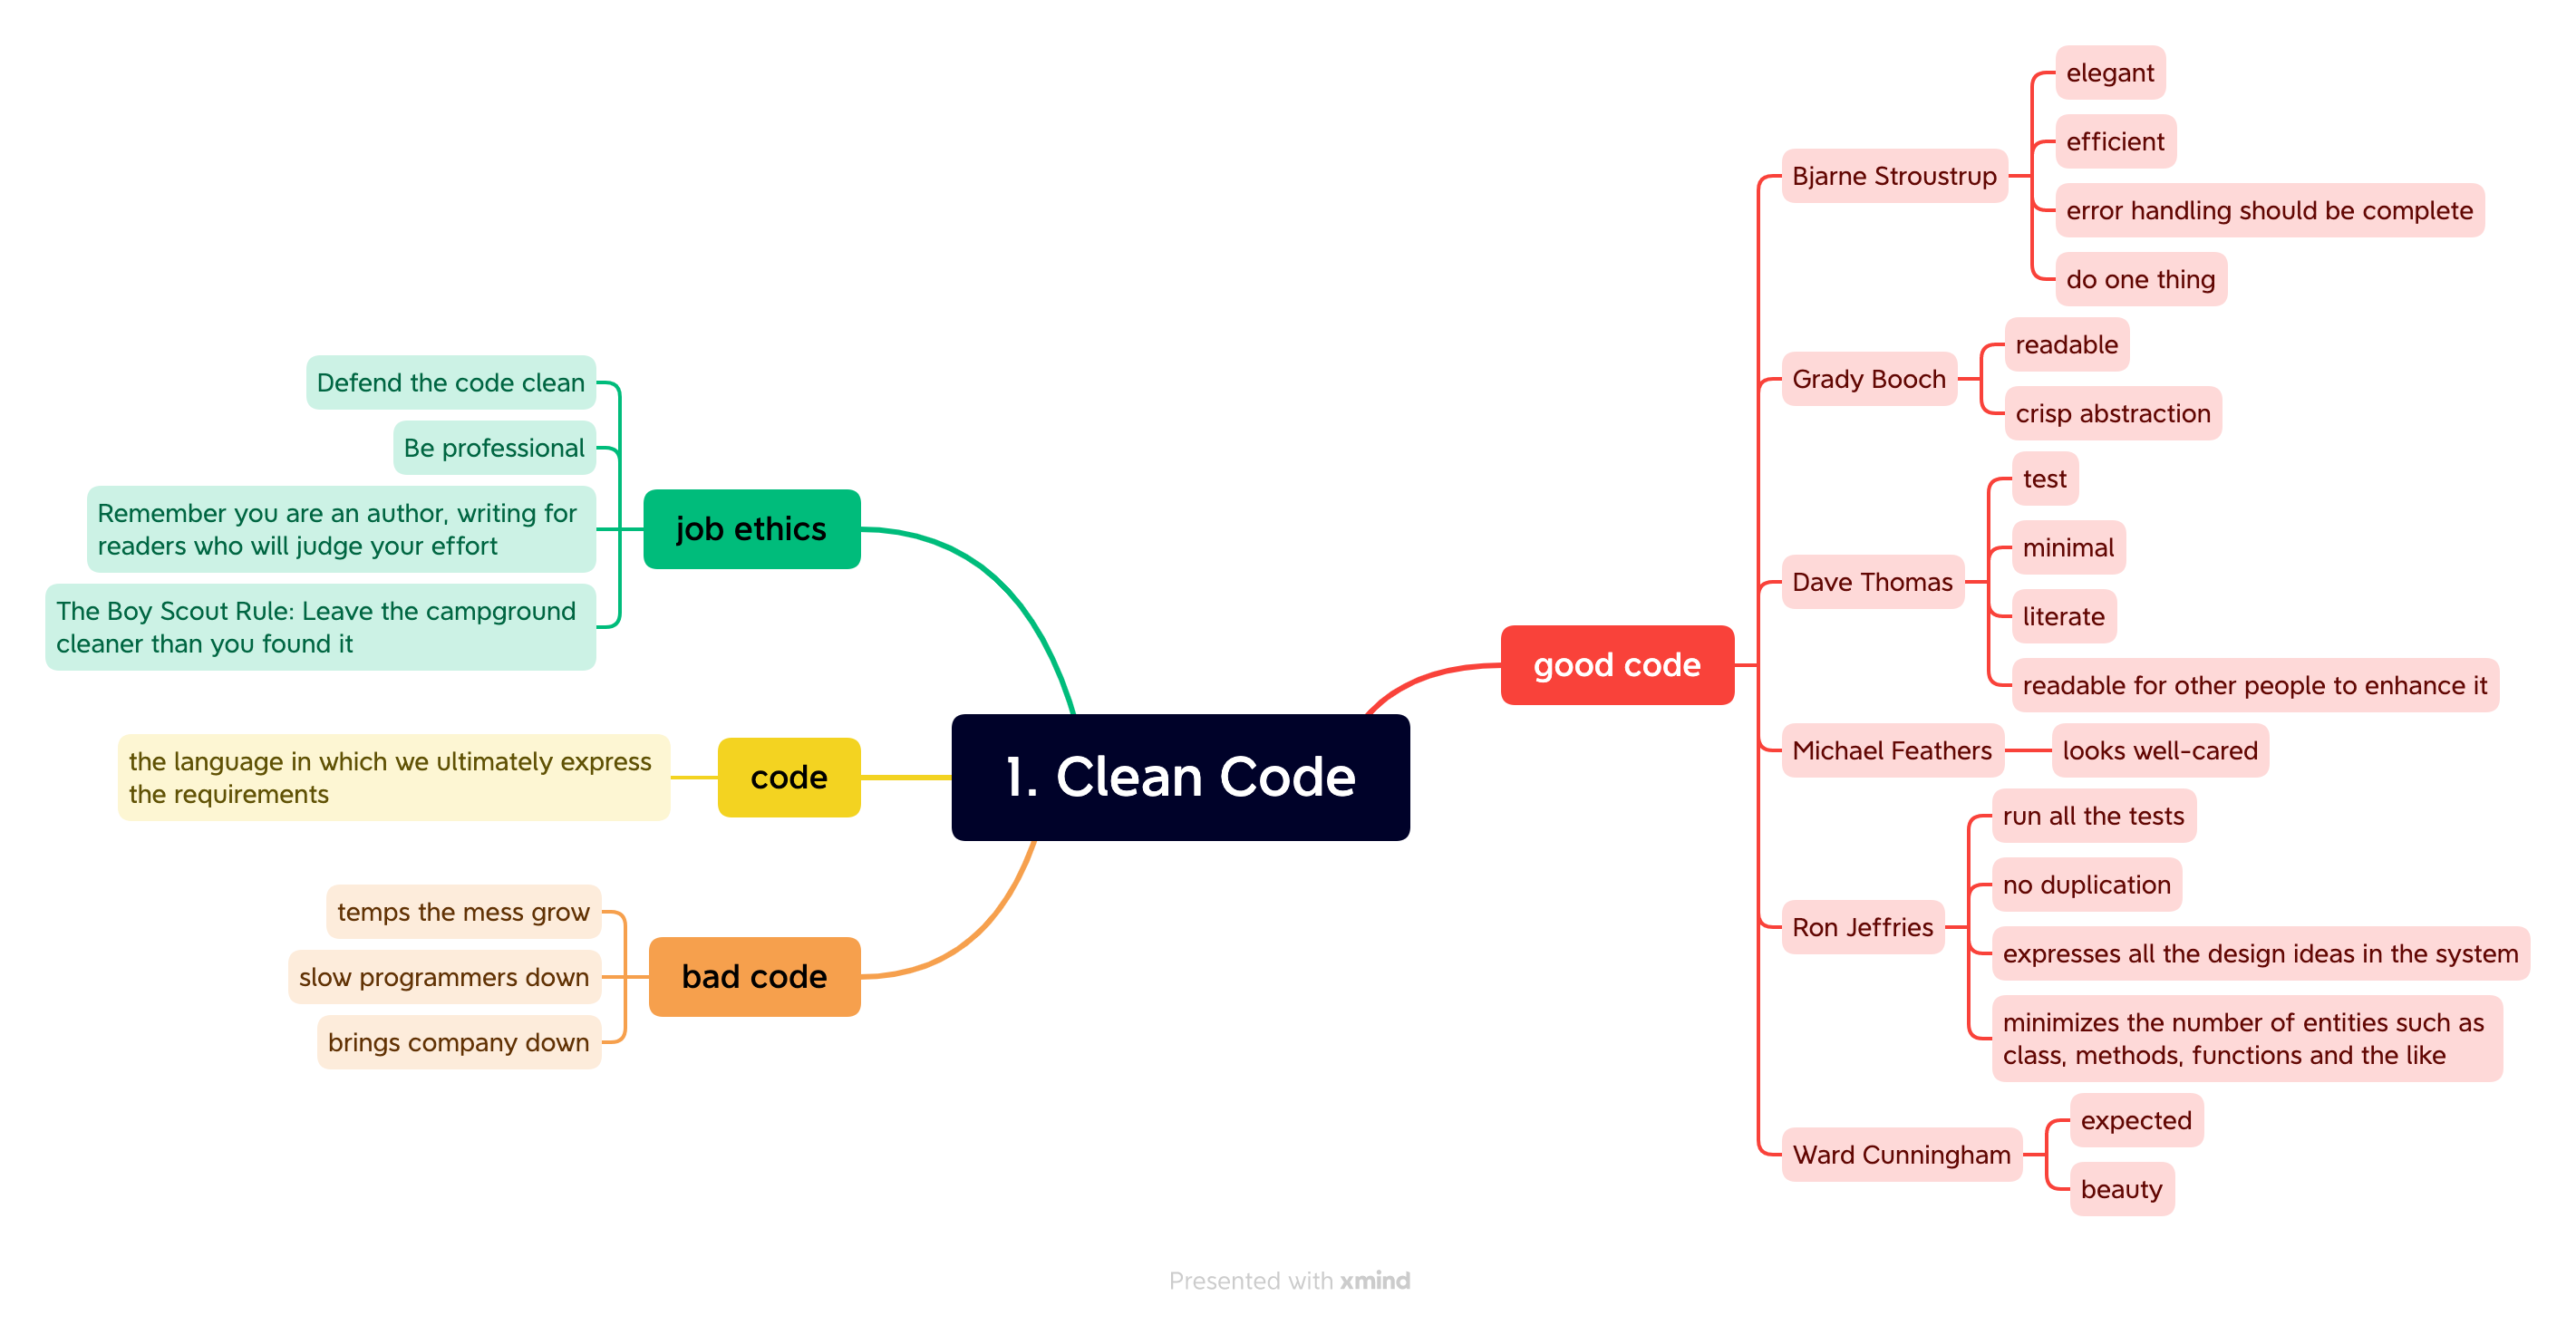 1. Clean Code
good code
Bjarne Stroustrup
elegant
efficient
error handling should be complete
do one thing
Grady Booch
readable
crisp abstraction
Dave Thomas
test
minimal
literate
readable for other people to enhance it
Michael Feathers
looks well-cared
Ron Jeffries
run all the tests
no duplication
expresses all the design ideas in the system
minimizes the number of entities such as
class, methods, functions and the like
Ward Cunningham
expected
beauty
job ethics
Defend the code clean
Be professional
Remember you are an author, writing for
readers who will judge your effort
The Boy Scout Rule: Leave the campground
cleaner than you found it
code
the language in which we ultimately express
the requirements
bad code
temps the mess grow
slow programmers down
brings company down
Presented with xmind